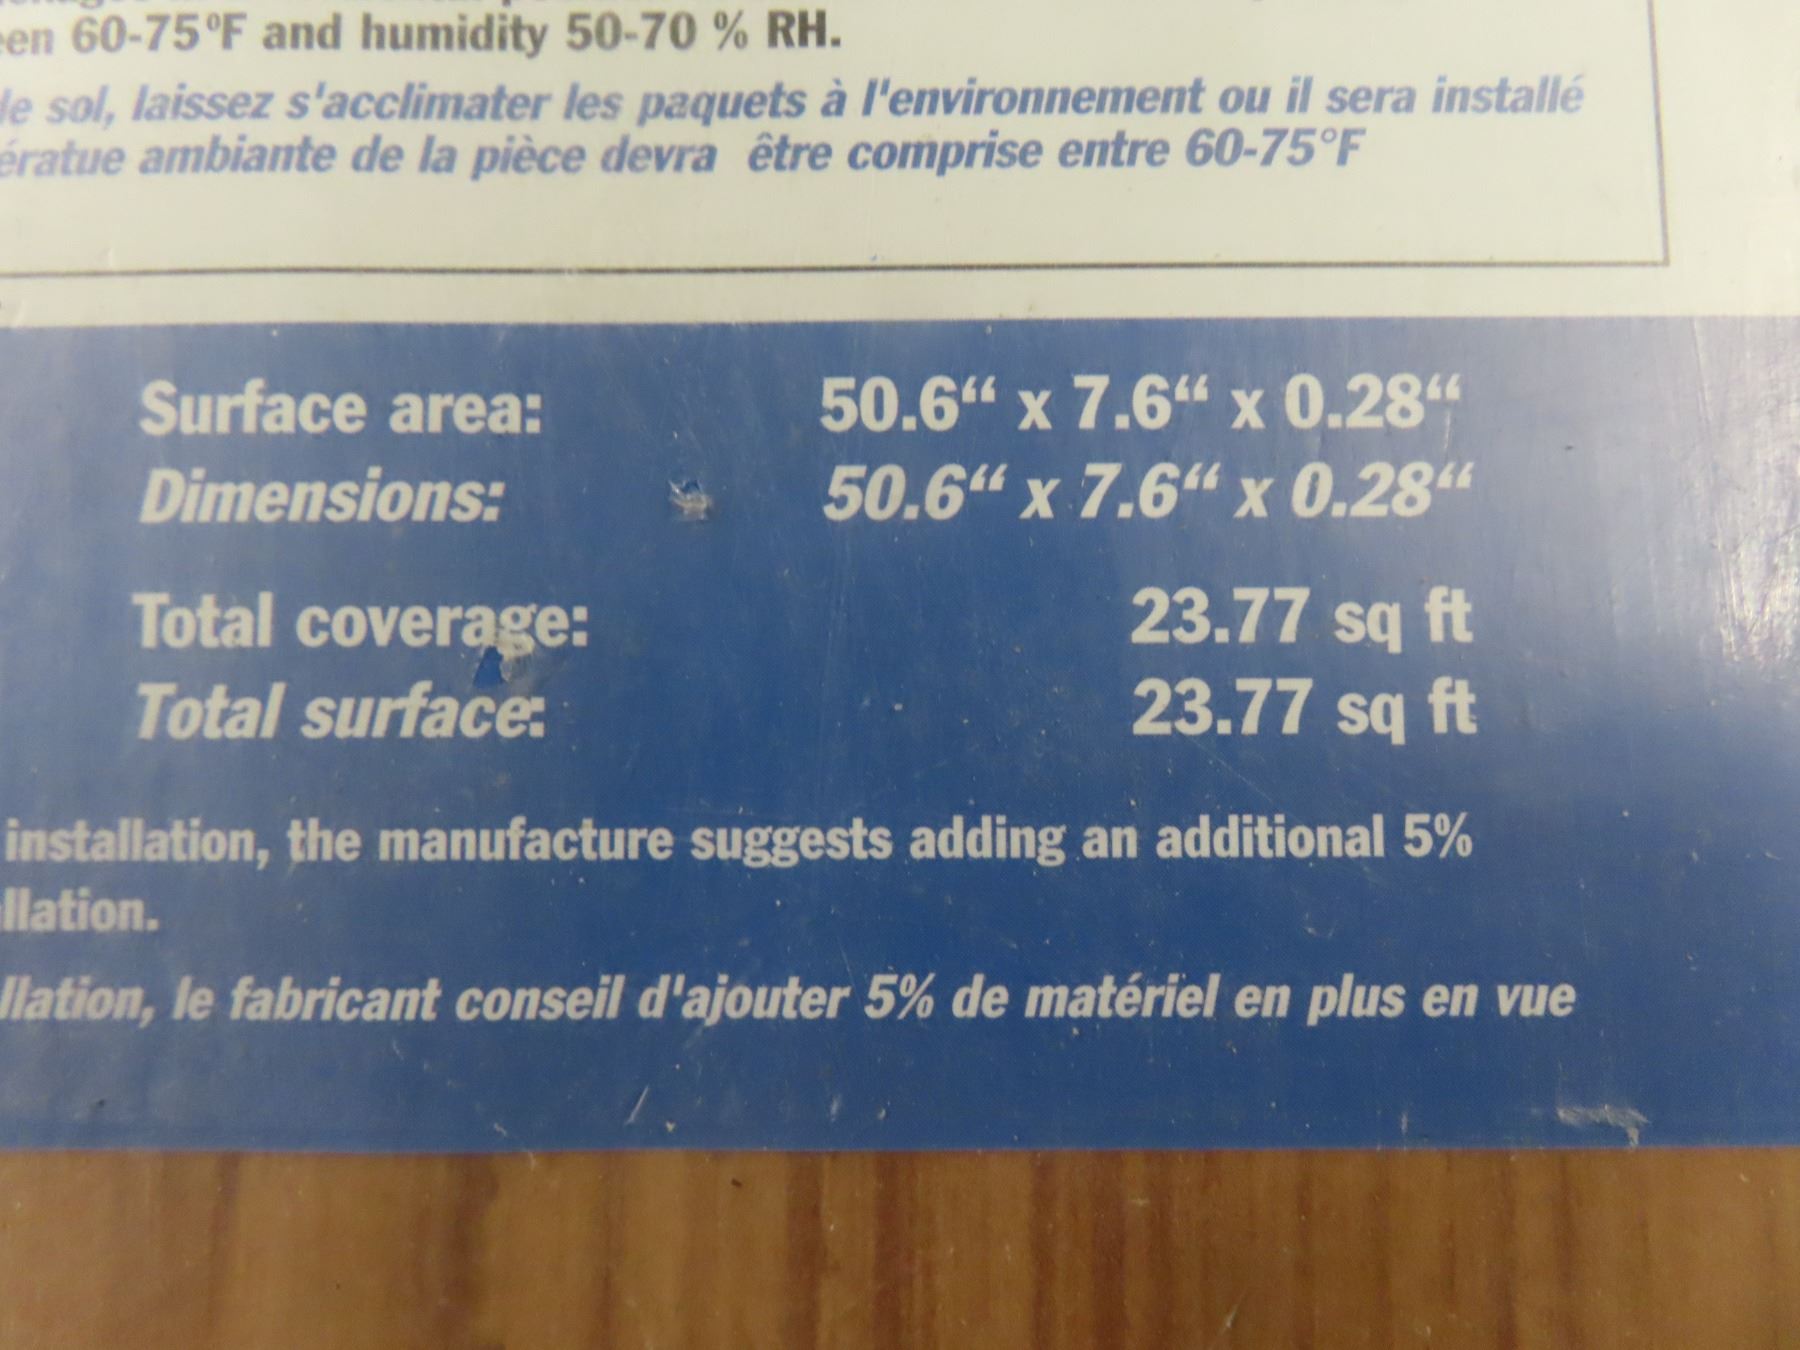 een 60-75ºF and humidity 50-70 % RH.
le sol, laissez s'acclimater les paquets à l'environnement ou il sera installé
ératue ambiante de la pièce devra être comprise entre 60-75°F
Surface area: 50.6“ x 7.6“ x 0.28“
Dimensions: 50.6“ x 7.6“ x 0.28“
Total coverage: 23.77 sq ft
Total surface: 23.77 sq ft
installation, the manufacture suggests adding an additional 5%
llation.
llation, le fabricant conseil d'ajouter 5% de matériel en plus en vue